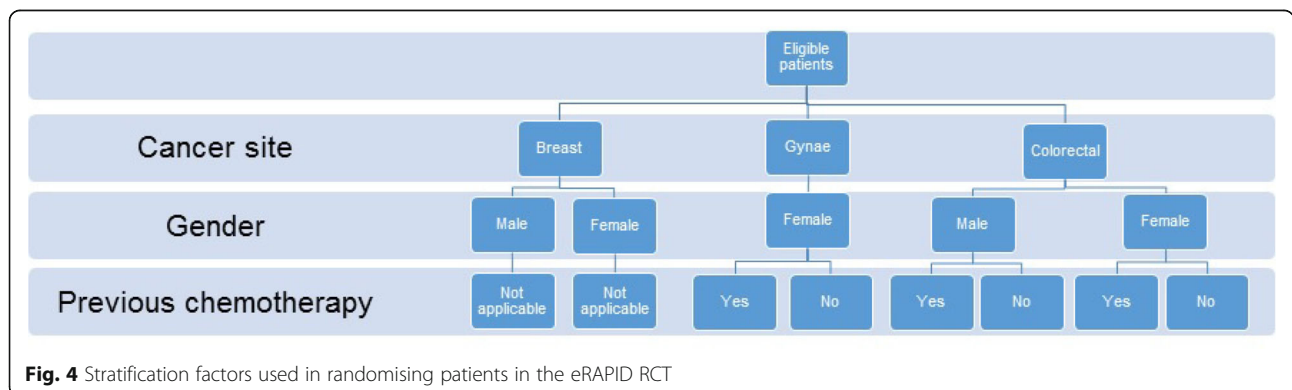 Eligible
patients
Cancer site
Breast
Gynae
Colorectal
Gender
Male
Female
Female
Male
Female
Previous chemotherapy
Not
applicable
Not
applicable
Yes
No
Yes
No
Yes
No
Fig. 4 Stratification factors used in randomising patients in the eRAPID RCT